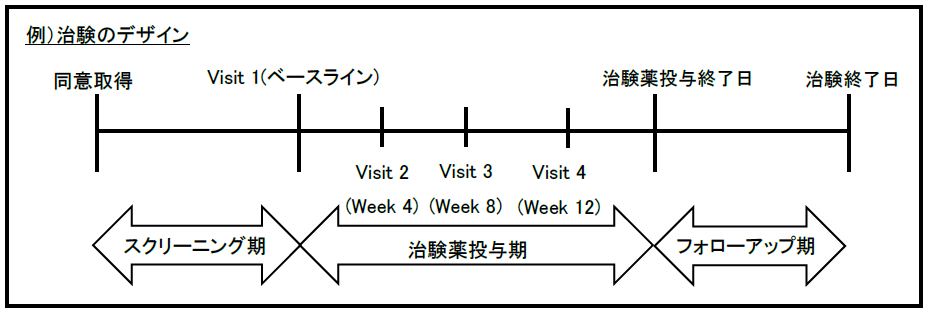 例)治験のデザイン
同意取得
Visit 1(ベースライン)
治験薬投与終了日
治験終了日
Visit 2
Visit 3
Visit 4
(Week 4)
(Week 8)
(Week 12)
スクリーニング期
治験薬投与期
フォローアップ期